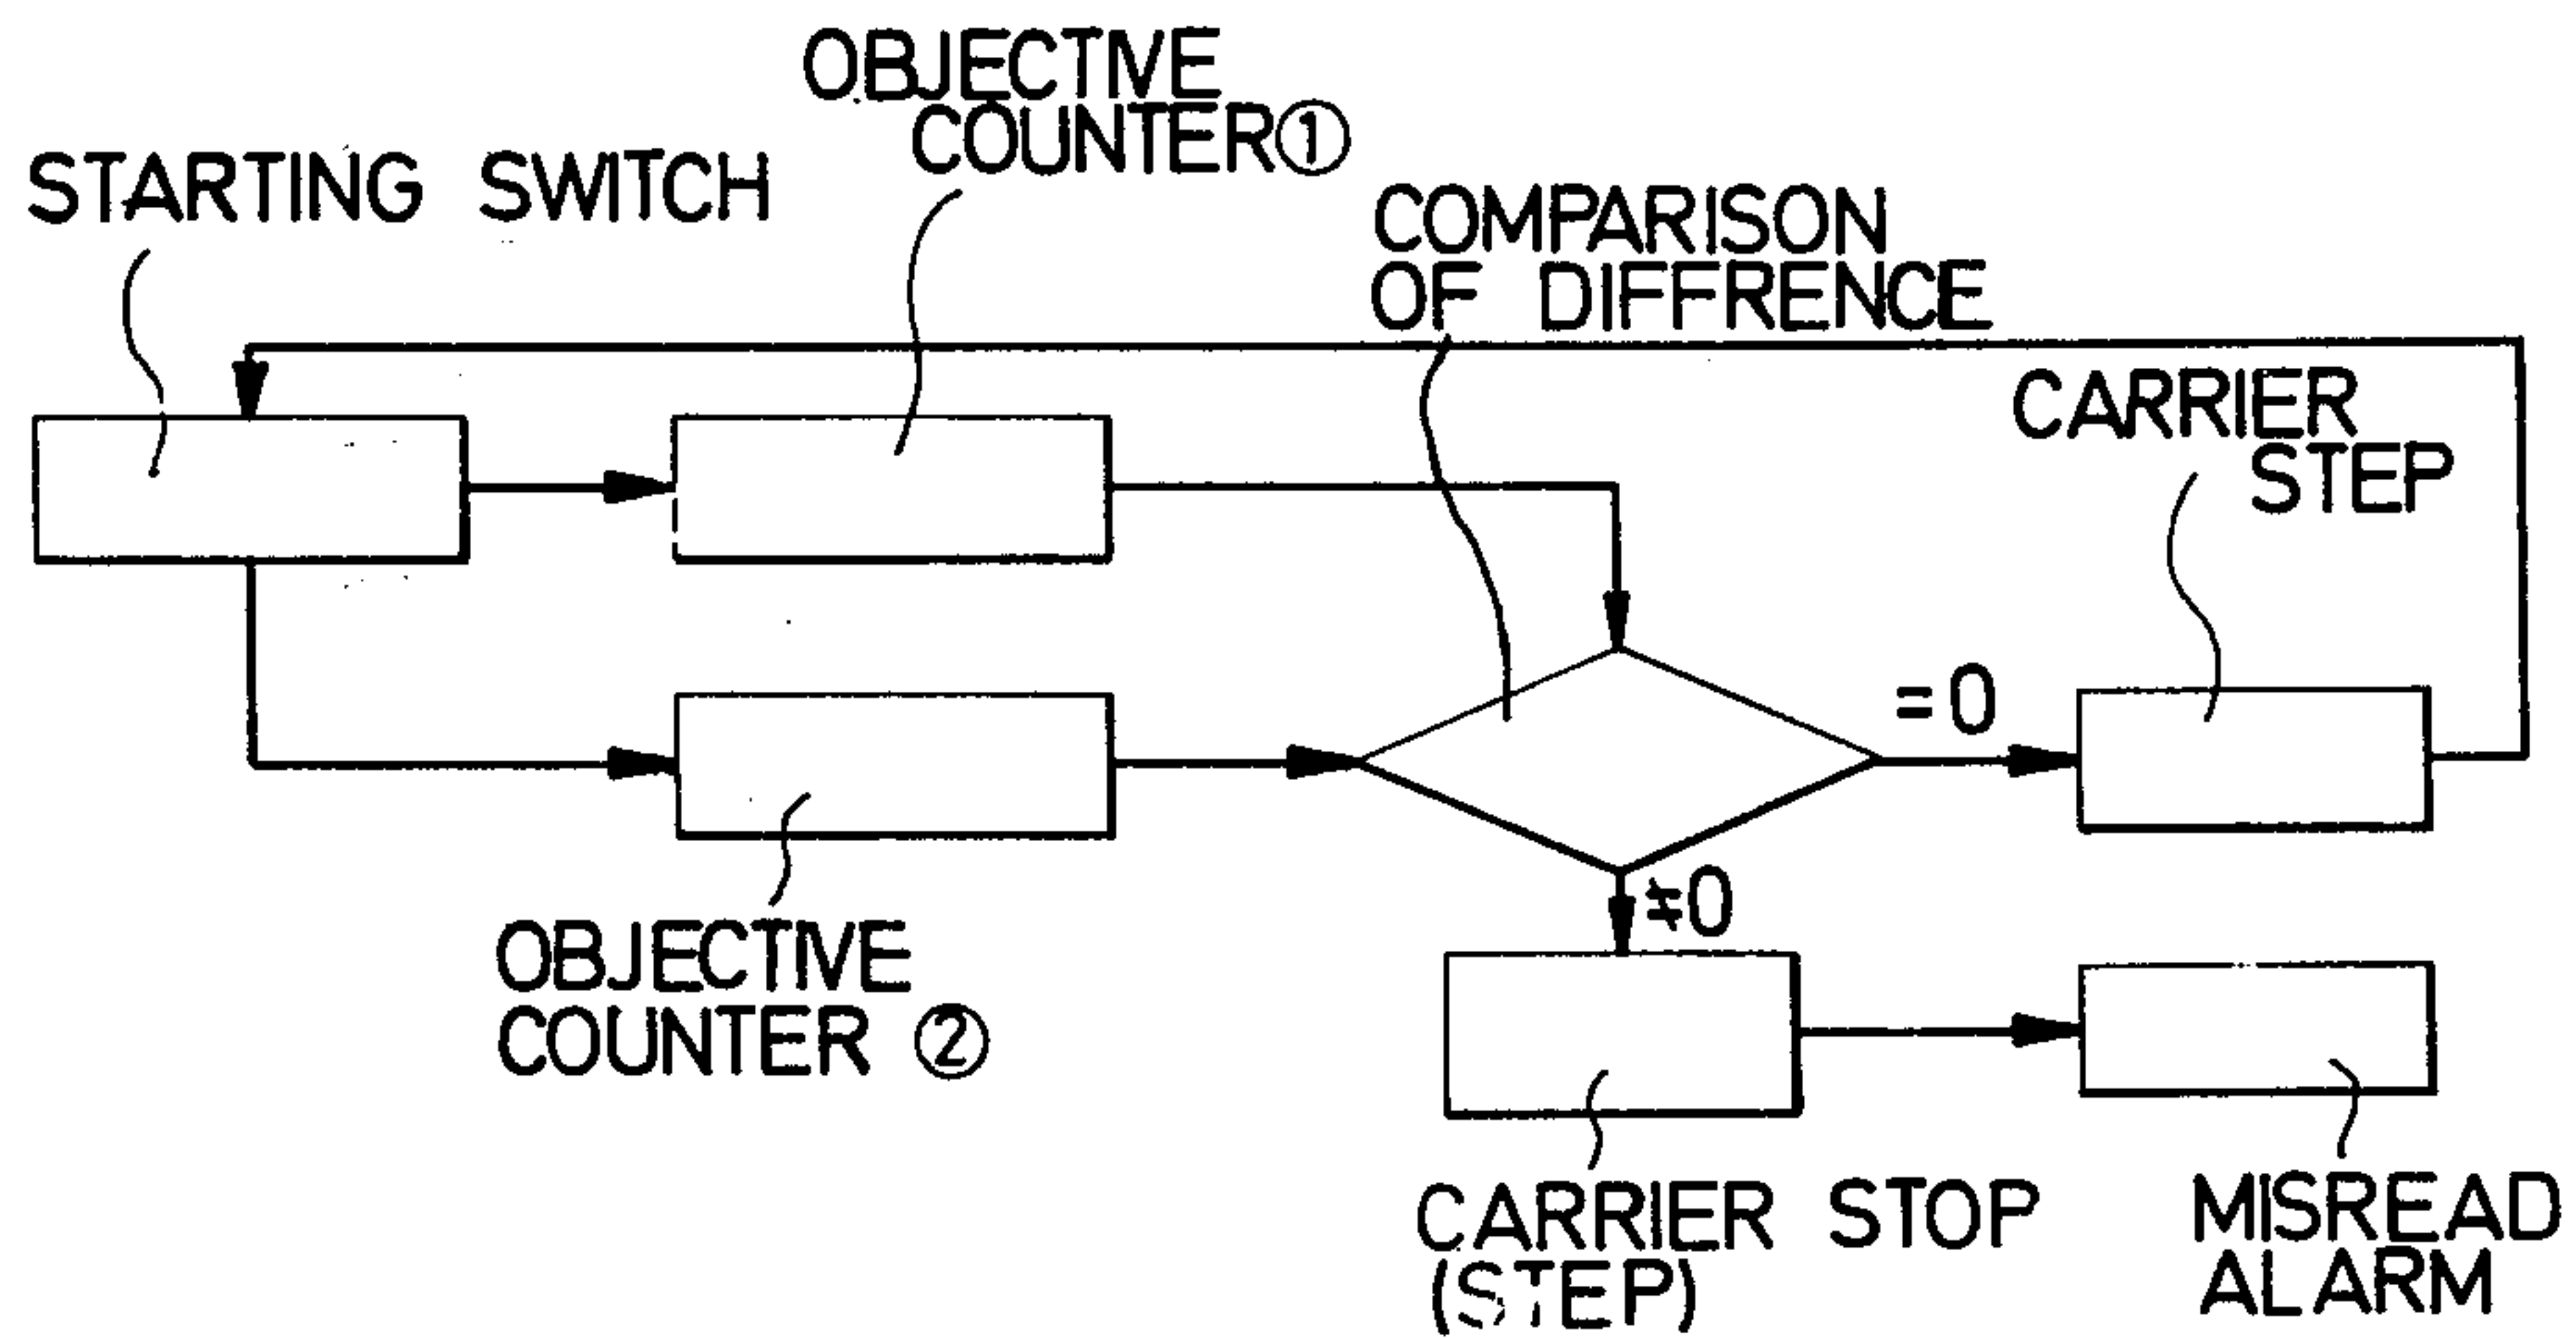 OBJECTIVE
COUNTER①
STARTING SWITCH
COMPARISON
OF DIFFRENCE
CARRIER
STEP
=0
≠0
OBJECTIVE
COUNTER ②
CARRIER STOP
(STEP)
MISREAD
ALARM